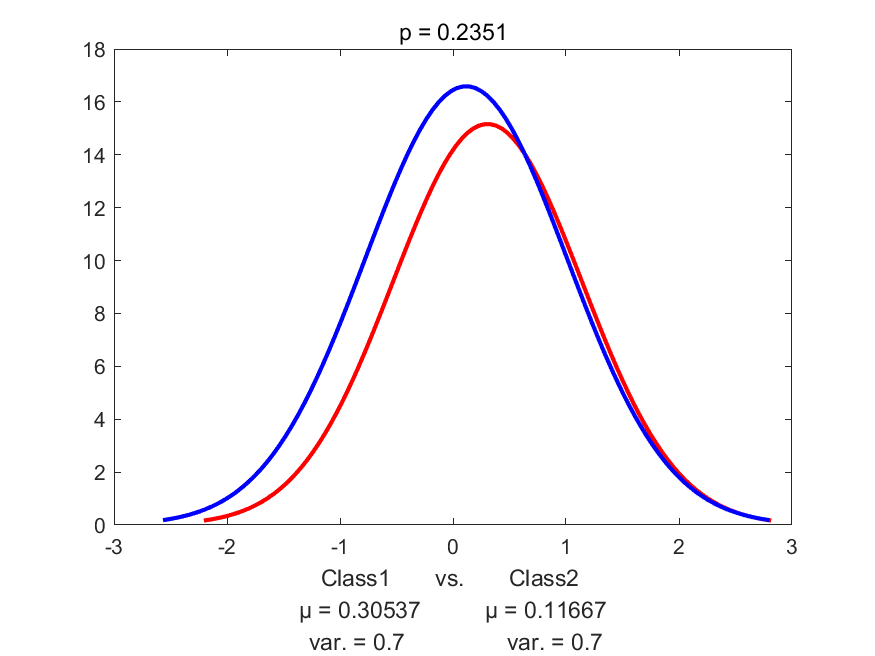 p = 0.2351
18
16
14
12
10
8
6
4
2
0
-3 -2 -1 0 1 2 3
Class1 vs. Class2
μ = 0.30537 μ = 0.11667
var. = 0.7 var. = 0.7